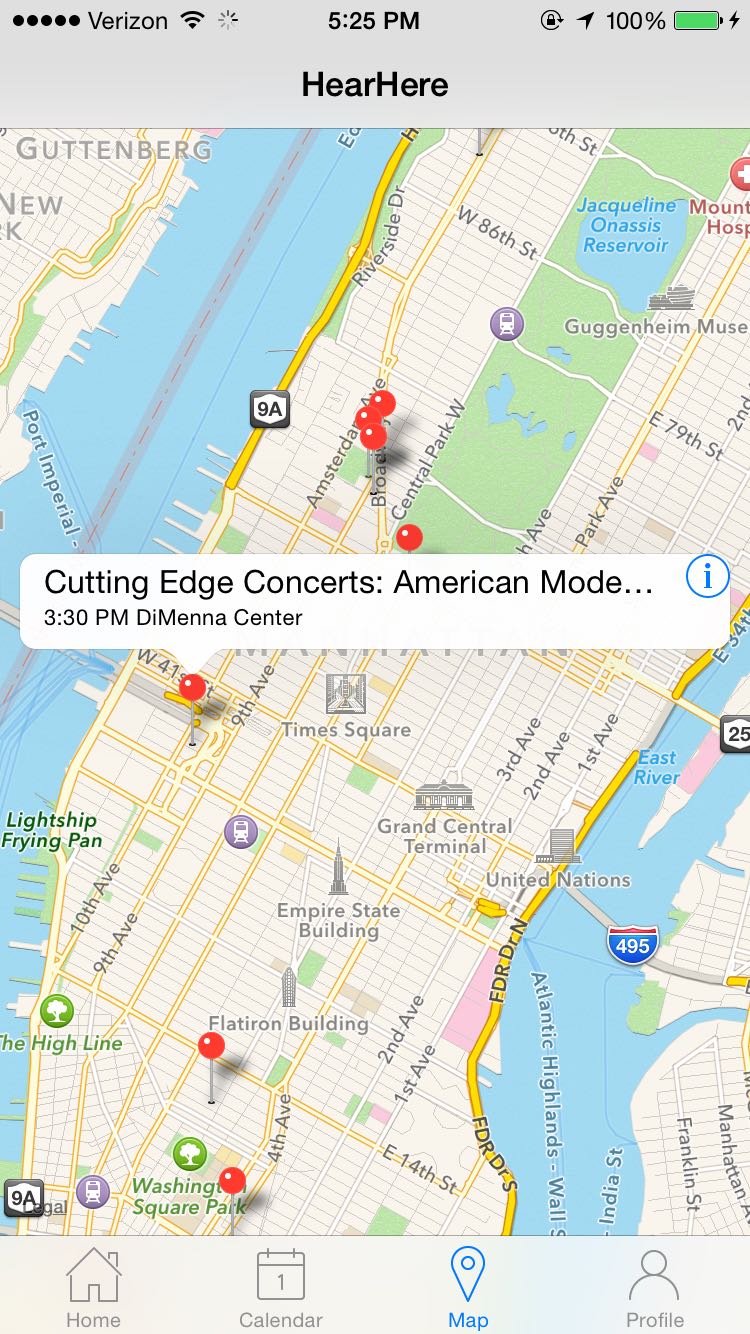 Verizon 5:25 PM 100%
HearHere
GUTTENBERG
NEW
RK
W 86th St
Riverside Dr
Jacqueline
Onassis
Reservoir
Mount
Hosp
Guggenheim Muse
9A
Port Imperial -
Amsterda
Ave
Central Park W
E 79th St
2nd
Park Ave
h Ave
Cutting Edge Concerts: American Mode...
3:30 PM DiMenna Center
MANHATTAN
E 34th
W 41st St
9th Ave
Times Square
3rd Ave
2nd Ave
1st Ave
25
East
River
Lightship
Frying Pan
Grand Central
Terminal
United Nations
10th Ave
9th Ave
Empire State
Building
FDR Dr N
495
Flatiron Building
The High Line
2nd Ave
1st Ave
Atlantic Highlands - Wall S
4th Ave
E 14th St
FDR Dr S
Franklin St
Manhattan A
- India St
Washingt
Square Park
9A
Legal
1
Home Calendar Map Profile